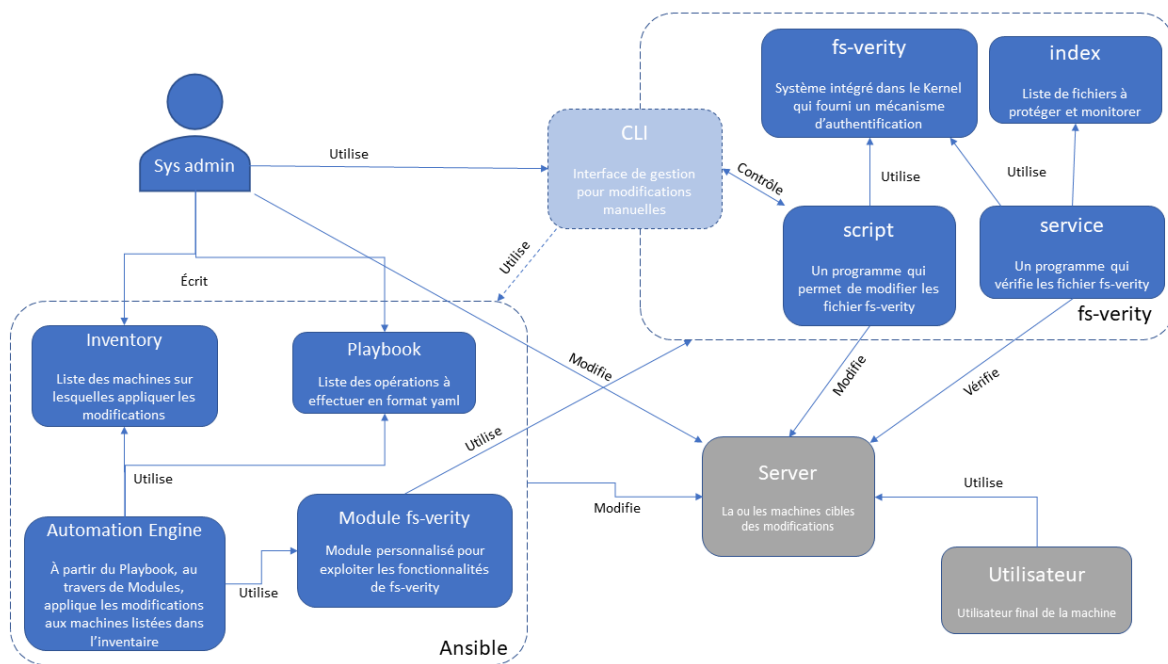 fs-verity
Système intégré dans le Kernel
qui fourni un mécanisme
d'authentification
index
Liste de fichiers à
protéger et monitorer
Sys admin
Utilise
CLI
Interface de gestion
pour modifications
manuelles
Contrôle
Utilise
Utilise
script
Un programme qui
permet de modifier les
fichier fs-verity
service
Un programme qui
vérifie les fichier fs-verity
fs-verity
Utilise
Écrit
Inventory
Liste des machines sur
lesquelles appliquer les
modifications
Playbook
Liste des opérations à
effectuer en format yaml
Modifie
Modifie
Vérifie
Utilise
Utilise
Server
La ou les machines cibles
des modifications
Modifie
Utilise
Automation Engine
À partir du Playbook, au
travers de Modules,
applique les modifications
aux machines listées dans
l'inventaire
Utilise
Module fs-verity
Module personnalisé pour
exploiter les fonctionnalités
de fs-verity
Ansible
Utilisateur
Utilisateur final de la machine